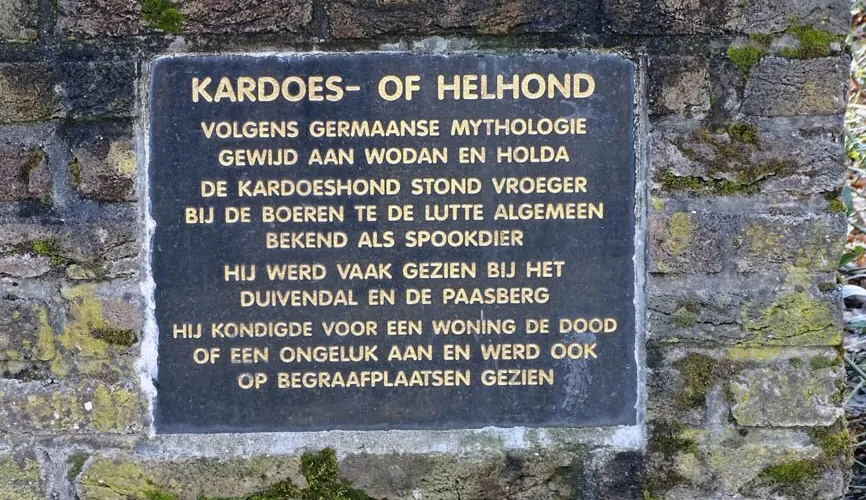 KARDOES- OF HELHOND
VOLGENS GERMAANSE MYTHOLOGIE
GEWIJD AAN WODAN EN HOLDA
DE KARDOESHOND STOND VROEGER
BIJ DE BOEREN TE DE LUTTE ALGEMEEN
BEKEND ALS SPOOKDIER
HIJ WERD VAAK GEZIEN BIJ HET
DUIVENDAL EN DE PAASBERG
HIJ KONDIGDE VOOR EEN WONING DE DOOD
OF EEN ONGELUK AAN EN WERD OOK
OP BEGRAAFPLAATSEN GEZIEN